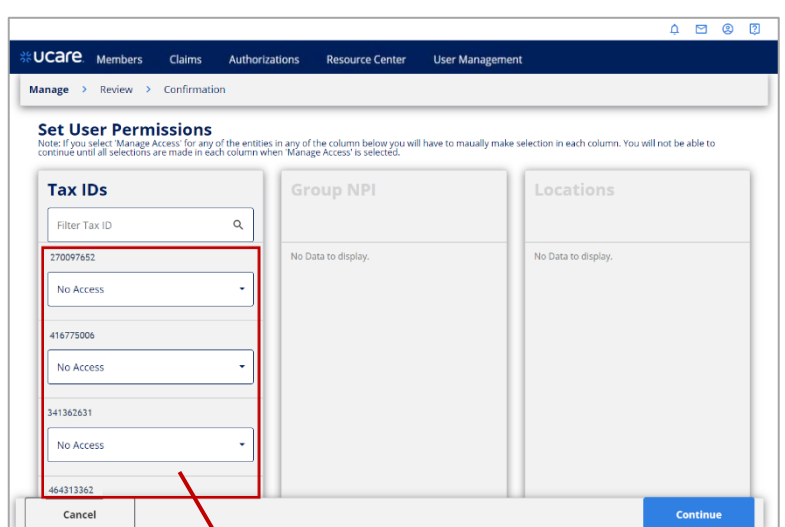 ucare
Members Claims Authorizations Resource Center User Management
Manage > Review > Confirmation
Set User Permissions
Note: If you select 'Manage Access' for any of the entities in any of the column below you will have to maually make selection in each column. You will not be able to
continue until all selections are made in each column when 'Manage Access' is selected.
Tax IDs
Filter Tax ID
270097652
No Access
416775006
No Access
341362631
No Access
464313362
Group NPI
No Data to display.
Locations
No Data to display.
Cancel
Continue